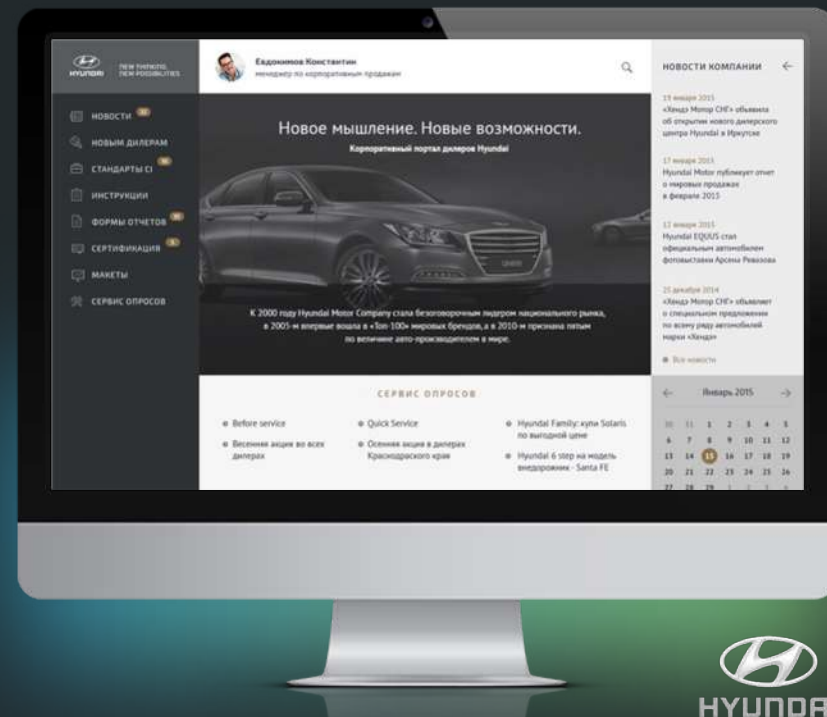 HYUNDAI
NEW THINKING.
NEW POSSIBILITIES
Евдокимов Константин
менеджер по корпоративным продажам
НОВОСТИ
НОВЫМ ДИЛЕРАМ
СТАНДАРТЫ CI
ИНСТРУКЦИИ
ФОРМЫ ОТЧЕТОВ
СЕРТИФИКАЦИЯ
МАКЕТЫ
СЕРВИС ОПРОСОВ
Новое мышление. Новые возможности.
Корпоративный портал дилеров Hyundai
К 2000 году Hyundai Motor Company стала безоговорочным лидером национального рынка,
в 2005-м впервые вошла в «Топ-100» мировых брендов, а в 2010-м признана пятым
по величине авто-производителем в мире.
СЕРВИС ОПРОСОВ
Before service
Весенняя акция во всех
дилерах
Quick Service
Осенняя акция в дилерах
Краснодраского края
Hyundai Family: купи Solaris
по выгодной цене
Hyundai 6 step на модель
внедорожник - Santa FE
НОВОСТИ КОМПАНИИ
19 января 2015
«Хендэ Мотор СНГ» объявила
об открытии нового дилерского
центра Hyundai в Иркутске
17 января 2015
Hyundai Motor публикует отчет
о мировых продажах
в феврале 2015
12 января 2015
Hyundai EQUUS стал
официальным автомобилем
фотовыставки Арсена Ревазова
25 декабря 2014
«Хендэ Мотор СНГ» объявляет
о специальном предложении
по всему ряду автомобилей
марки «Хендэ»
Все новости
Январь, 2015
30 31 1 2 3 4 5
6 7 8 9 10 11 12
13 14 15 16 17 18 19
20 21 22 23 24 25 26
27 28 29 1 2 3 4
HYUNDAI